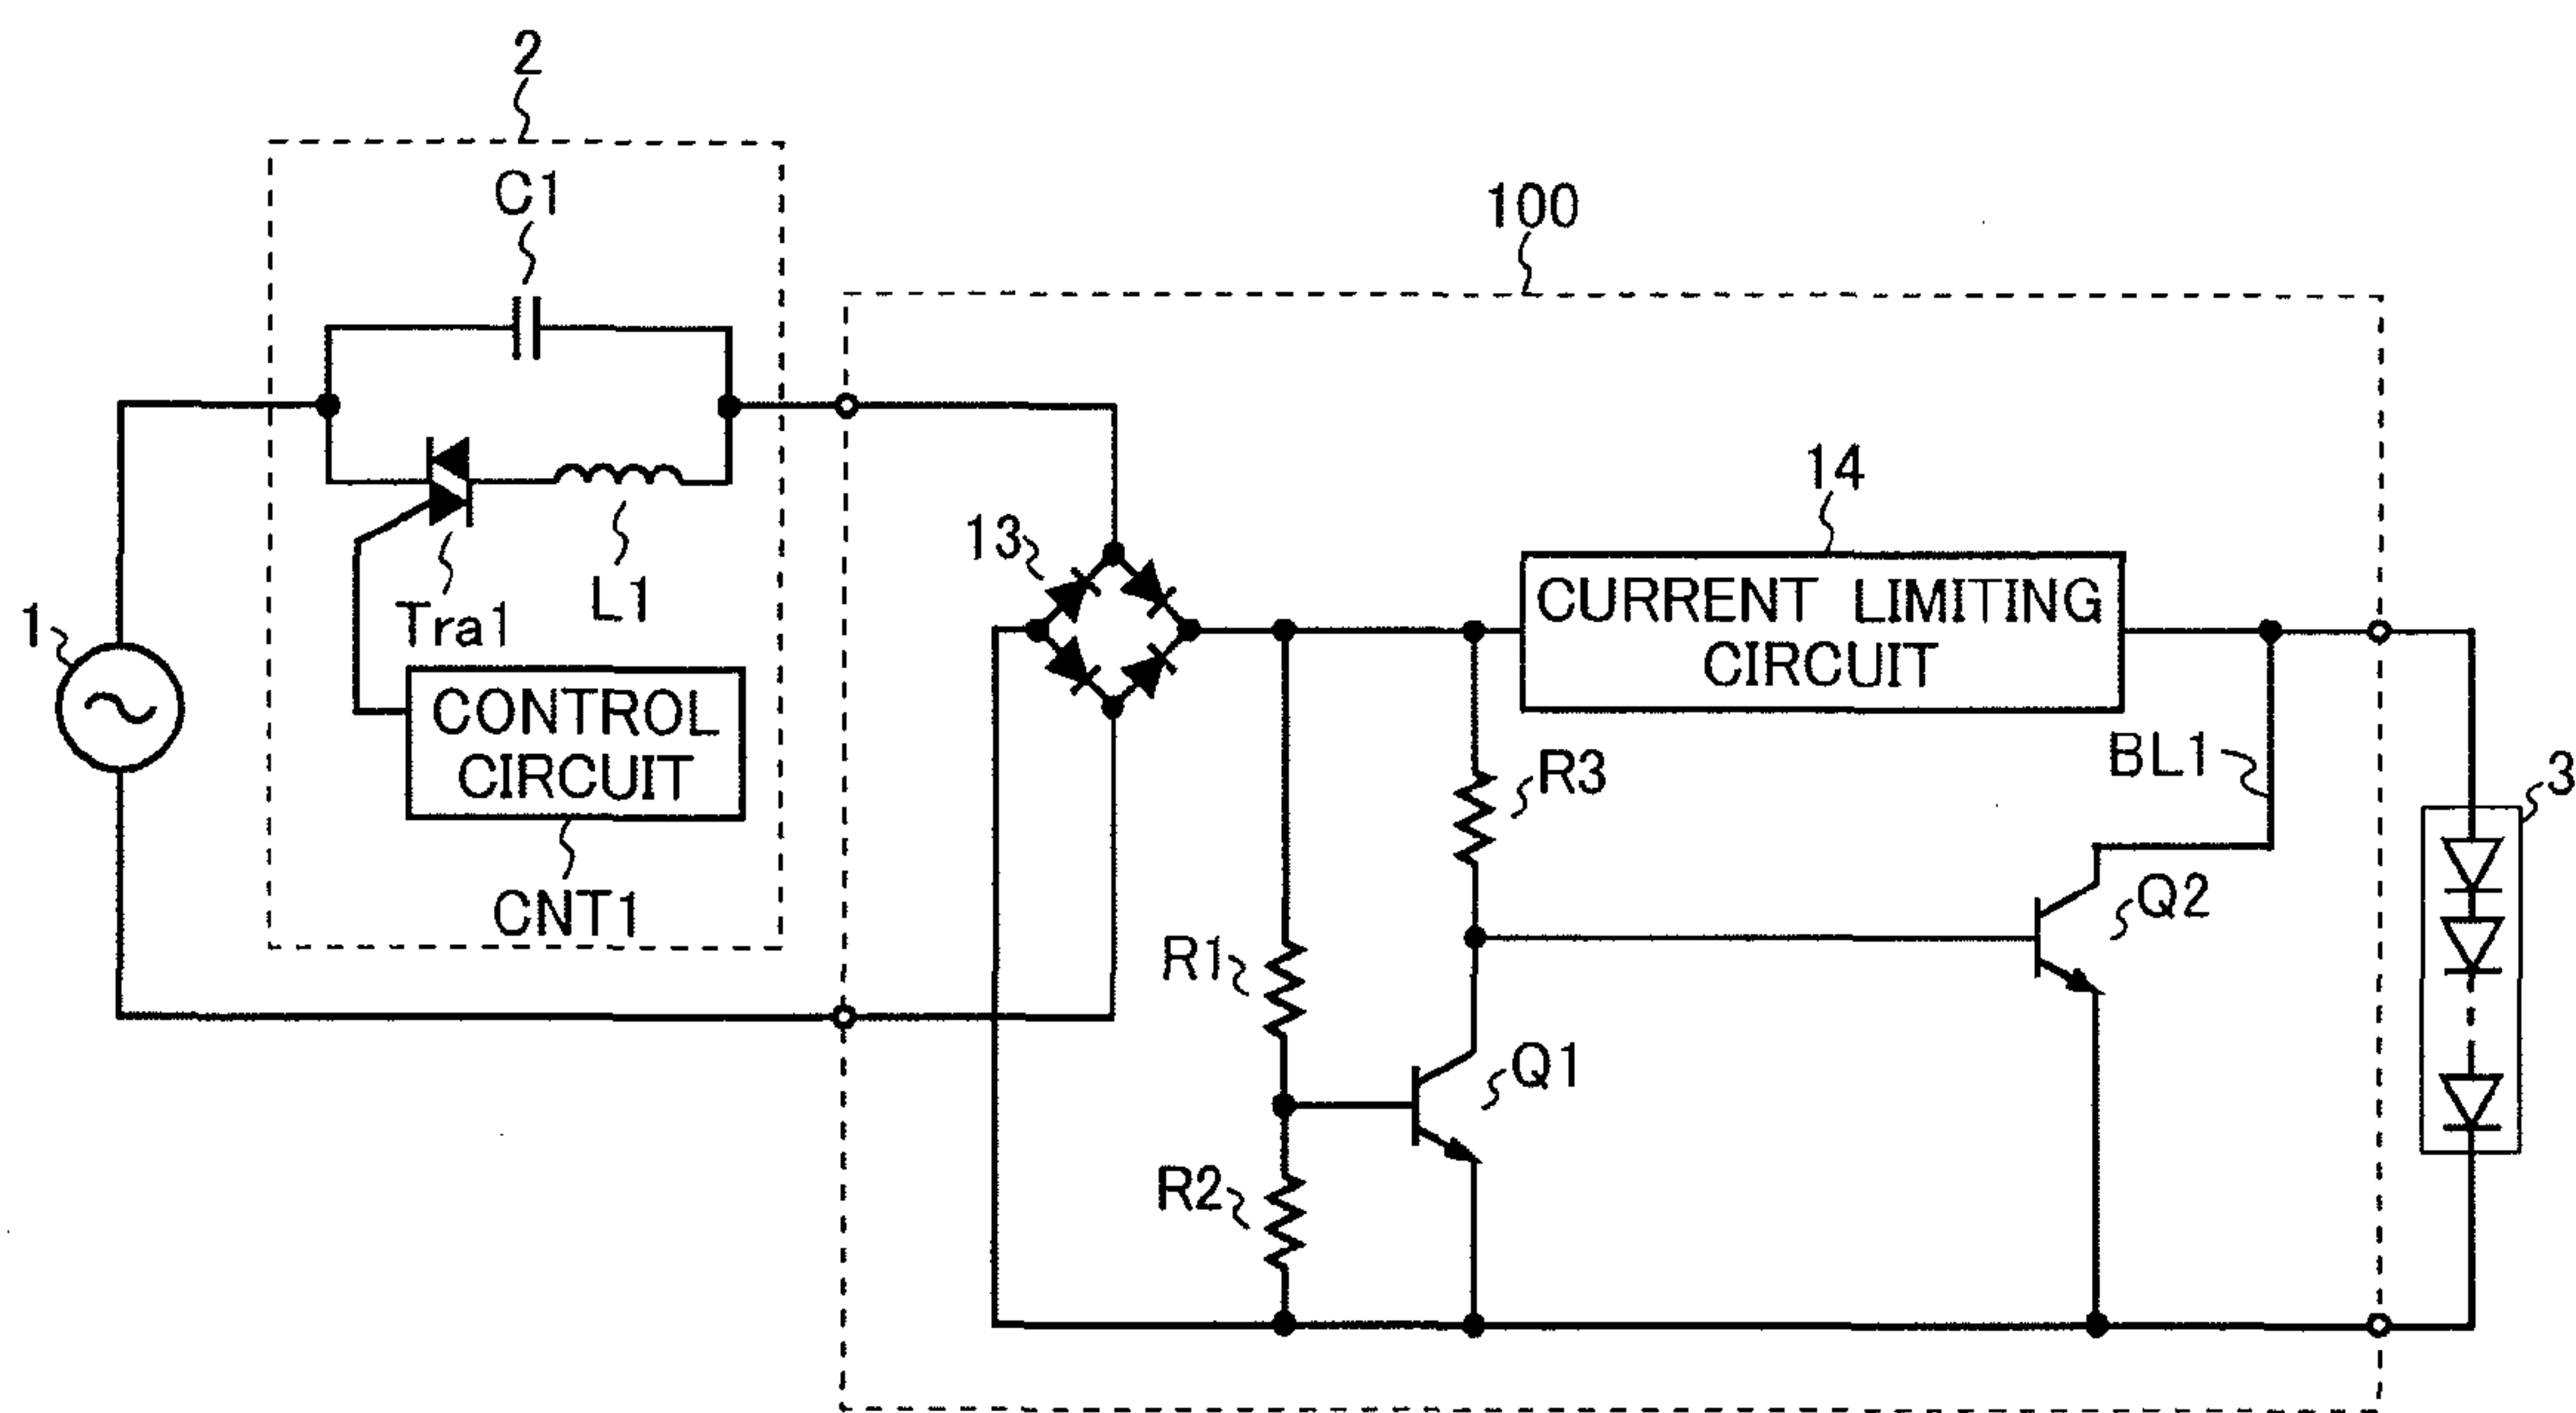 2
C1
100
14
13
CURRENT LIMITING
CIRCUIT
L1
Tra1
1
CONTROL
CIRCUIT
BL1
R3
3
Q2
CNT1
R1
Q1
R2